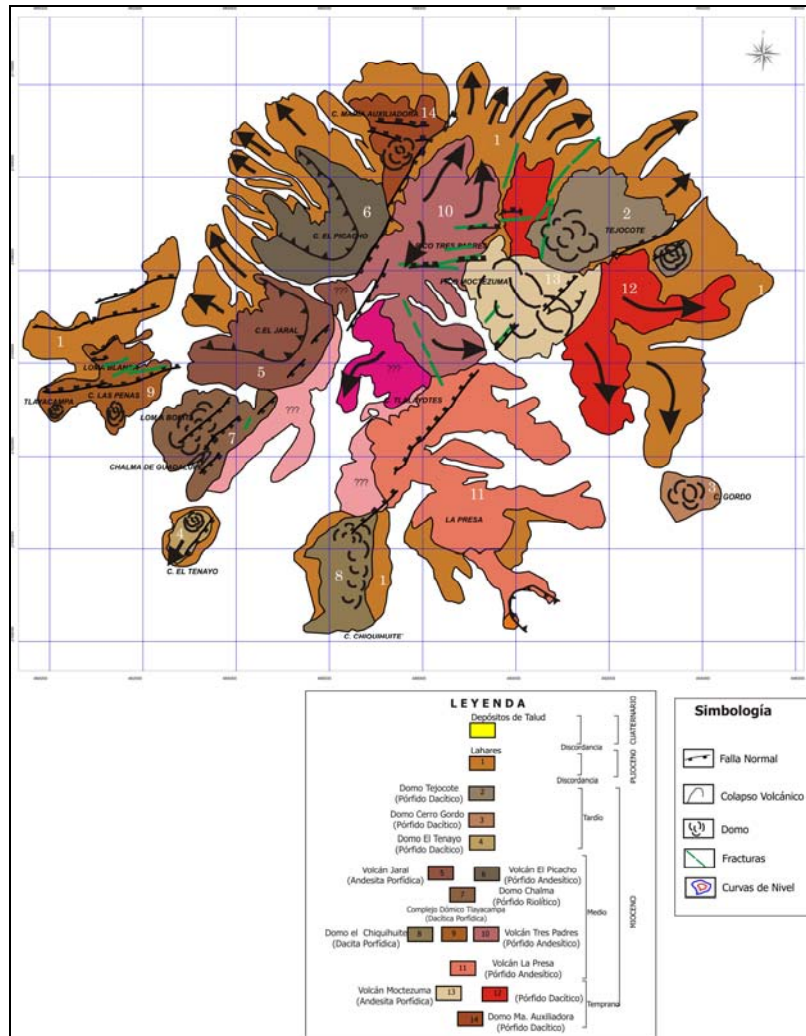 C. MARIA AUXILIADORA
14
1
6
10
2
C. EL PICACHO
TEJOCOTE
PICO TRES PADRES
PICO MOCTEZUMA
13
12
1
???
C.EL JARAL
1
LOMA BLANCA
5
9
???
???
TLAYACAMPA
C. LAS PEÑAS
TLALAYOTES
LOMA BONITA
7
CHALMA DE GUADALUPE
???
11
3
C. GORDO
LA PRESA
4
C. EL TENAYO
8
1
C. CHIQUIHUITE
LEYENDA
Depósitos de Talud
CUATERNARIO
Discordancia
Lahares
1
PLIOCENO
Discordancia
Domo Tejocote
(Pórfido Dacítico)
2
Domo Cerro Gordo
(Pórfido Dacítico)
3
Tardío
Domo El Tenayo
(Pórfido Dacítico)
4
Volcán Jaral
(Andesita Porfídica)
5
6
Volcán El Picacho
(Pórfido Andesítico)
7
Domo Chalma
(Pórfido Riolítico)
Medio
MIOCENO
Complejo Dómico Tlayacampa
(Dacítica Porfídica)
Domo el Chiquihuite
(Dacita Porfídica)
8
9
10
Volcán Tres Padres
(Pórfido Andesítico)
11
Volcán La Presa
(Pórfido Andesítico)
Volcán Moctezuma
(Andesita Porfídica)
13
12
(Pórfido Dacítico)
Temprano
14
Domo Ma. Auxiliadora
(Pórfido Dacítico)
Simbología
Falla Normal
Colapso Volcánico
Domo
Fracturas
Curvas de Nivel